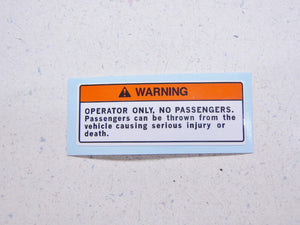 WARNING
OPERATOR ONLY, NO PASSENGERS.
Passengers can be thrown from the
vehicle causing serious injury or
death.